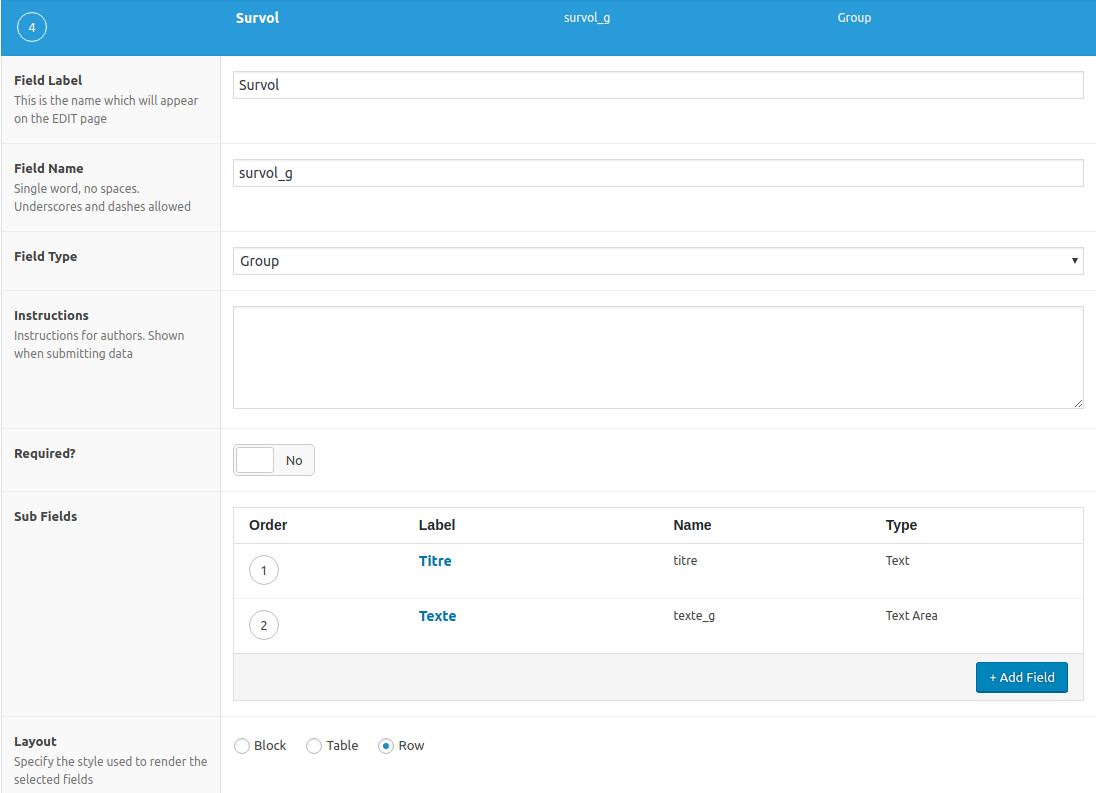 4 Survol survol_g Group
Field Label
This is the name which will appear
on the EDIT page
Survol
Field Name
Single word, no spaces.
Underscores and dashes allowed
survol_g
Field Type
Group
Instructions
Instructions for authors. Shown
when submitting data
Required?
No
Sub Fields
Order Label Name Type
1 Titre titre Text
2 Texte texte_g Text Area
+ Add Field
Layout
Specify the style used to render the
selected fields
Block Table Row